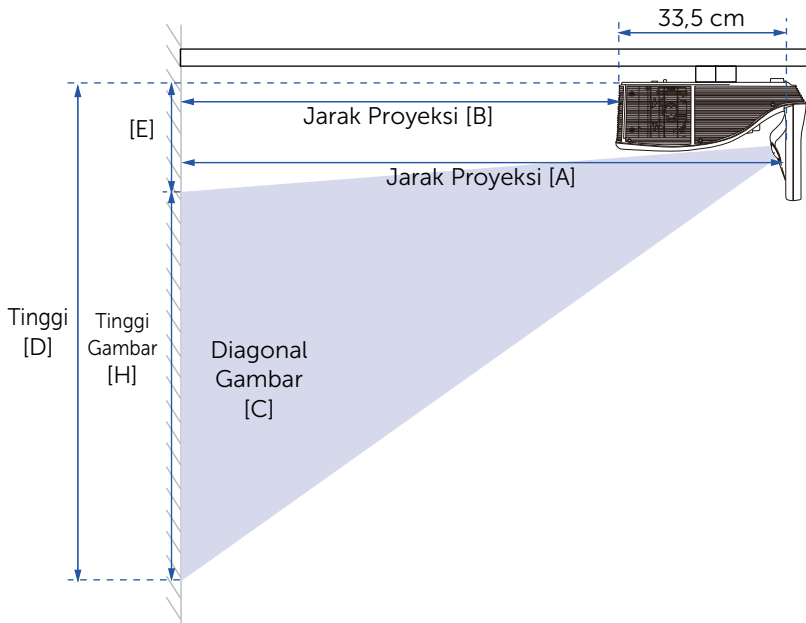 33,5 cm
Jarak Proyeksi [B]
[E]
Jarak Proyeksi [A]
Tinggi
[D]
Tinggi
Gambar
[H]
Diagonal
Gambar
[C]